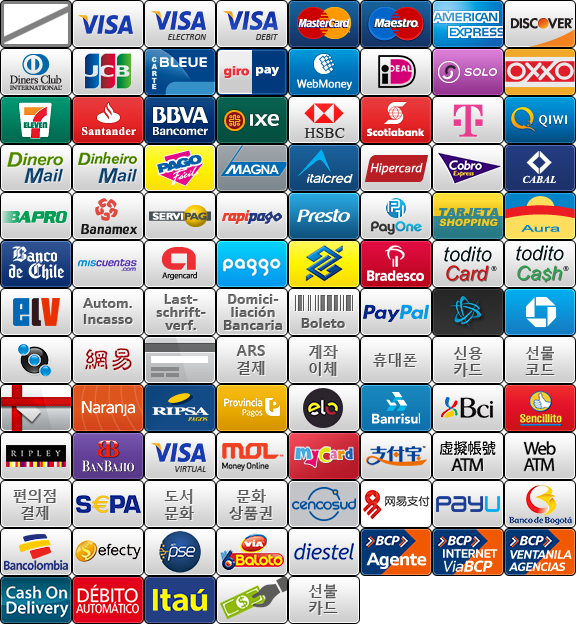 VISA
VISA
ELECTRON
VISA
DEBIT
MasterCard
Maestro
AMERICAN
EXPRESS
DISCOVER
Diners Club
INTERNATIONAL
JCB
CARTE
BLEUE
giro pay
WebMoney
iDEAL
SOLO
OXXO
7
ELEVEN
Santander
BBVA
Bancomer
iXe
HSBC
Scotiabank
T
QIWI
Dinero
Mail
Dinheiro
Mail
PAGO
Fácil
MAGNA
italcred
Hipercard
Cobro
Express
CABAL
BAPRO
Banamex
SERVIPAG
rapipago
Presto
PayOne
TARJETA
SHOPPING
Aura
Banco
de Chile
miscuentas
.com
Argencard
paggo
Bradesco
todito
Card®
todito
Ca$h®
ELV
Autom.
Incasso
Last-
schrift-
verf.
Domici-
liación
Bancaria
Boleto
PayPal
網易
ARS
결제
계좌
이체
휴대폰
신용
카드
선물
코드
Naranja
RIPSA
PAGOS
Provincia
Pagos
elo
Banrisul
Bci
Sencillito
RIPLEY
BANBAJIO
VISA
VIRTUAL
MOL
Money Online
MyCard
支付宝
虛擬帳號
ATM
Web
ATM
편의점
결제
S€PA
도서
문화
문화
상품권
cencosud
网易支付
PAYU
Banco de Bogotá
Bancolombia
efecty
pse
VIA
Baloto
diestel
BCP
Agente
BCP
INTERNET
ViaBCP
BCP
VENTANILA
AGENCIAS
Cash On
Delivery
DÉBITO
AUTOMÁTICO
Itaú
$
선불
카드